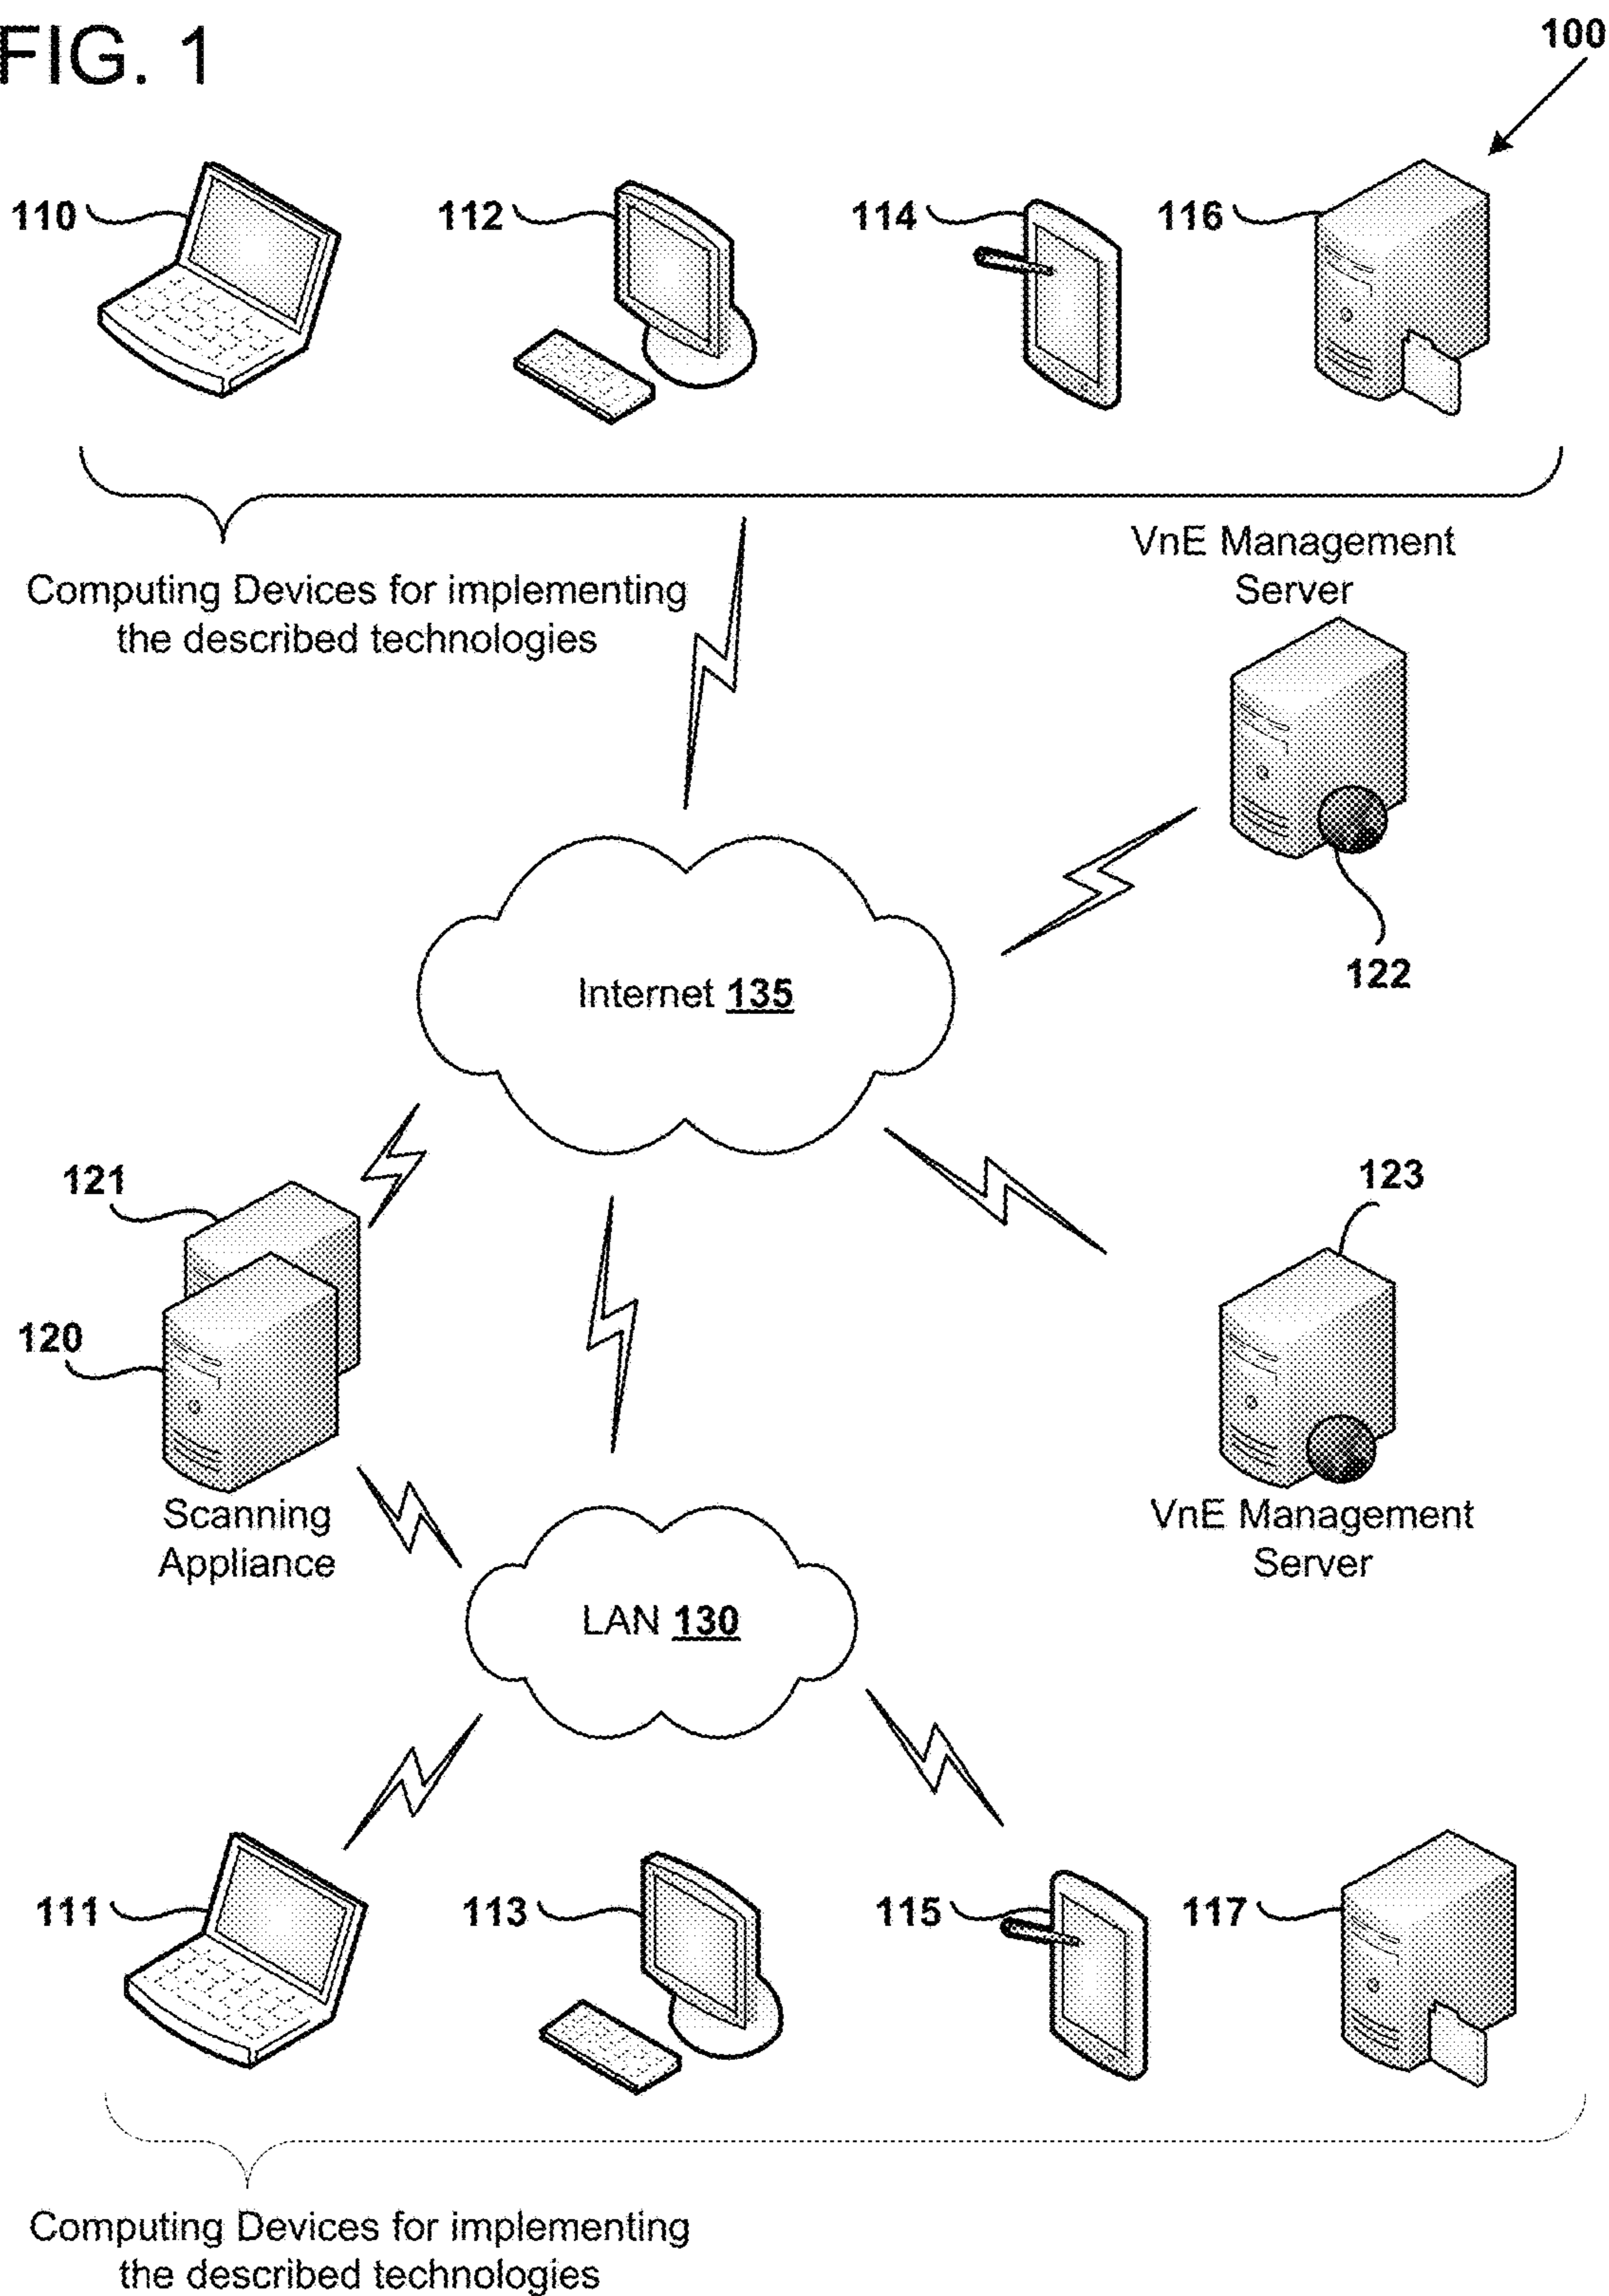 FIG. 1
100
110
112
114
116
Computing Devices for implementing
the described technologies
VnE Management
Server
122
Internet 135
121
120
Scanning
Appliance
123
VnE Management
Server
LAN 130
111
113
115
117
Computing Devices for implementing
the described technologies